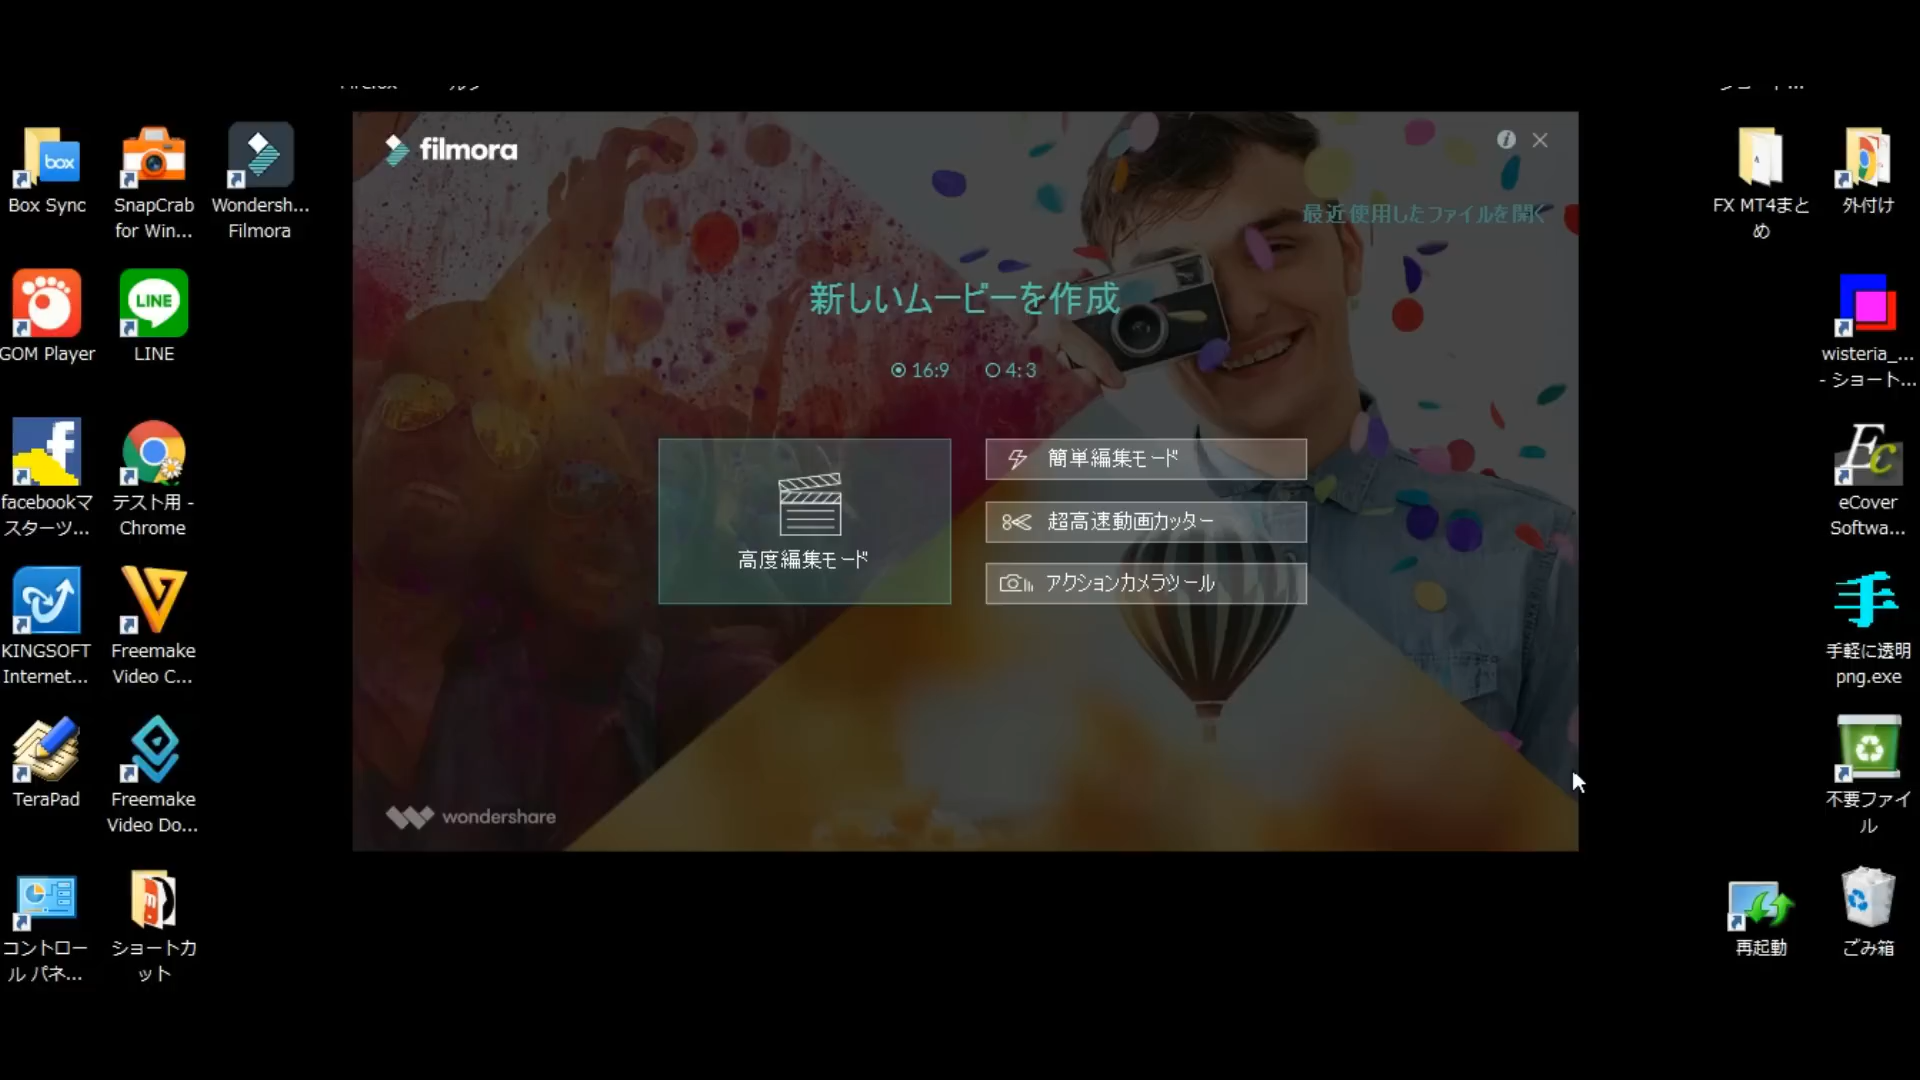 Box Sync
SnapCrab
for Win...
Wondersh...
Filmora
GOM Player
LINE
facebookマ
スターツ...
テスト用 -
Chrome
KINGSOFT
Internet...
Freemake
Video C...
TeraPad
Freemake
Video Do...
コントロー
ル パネ...
ショートカ
ット
box
LINE
filmora
最近使用したファイルを開く
新しいムービーを作成
16:9
4:3
高度編集モード
簡単編集モード
超高速動画カッター
アクションカメラツール
wondershare
FX MT4まと
め
外付け
wisteria_...
- ショート...
eCover
Softwa...
手軽に透明
png.exe
不要ファイ
ル
再起動
ごみ箱